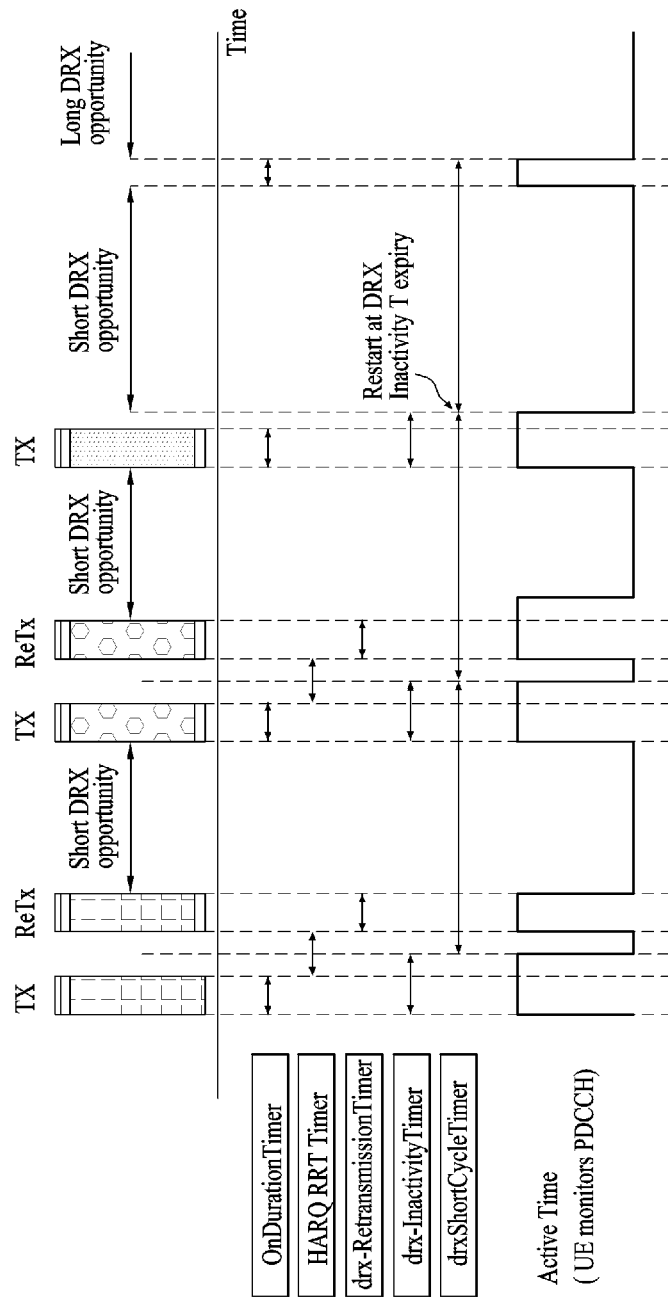 TX
ReTx
TX
ReTx
TX
Short DRX
opportunity
Short DRX
opportunity
Short DRX
opportunity
Long DRX
opportunity
Time
OnDurationTimer
HARQ RRT Timer
drx-RetransmissionTimer
drx-InactivityTimer
drxShortCycleTimer
Restart at DRX
Inactivity T expiry
Active Time
( UE monitors PDCCH)